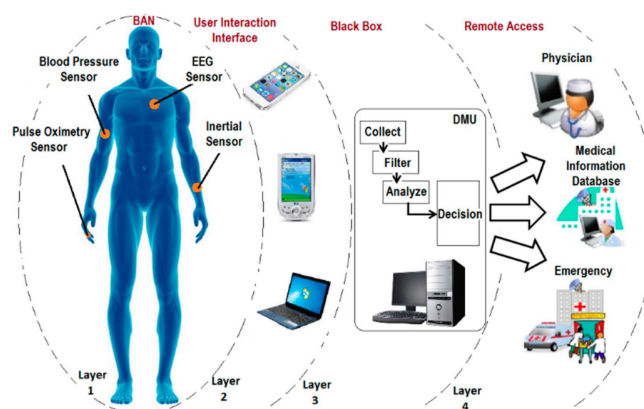 BAN
User Interaction
Interface
Black Box
Remote Access
Blood Pressure
Sensor
EEG
Sensor
Pulse Oximetry
Sensor
Inertial
Sensor
DMU
Collect
Filter
Analyze
Decision
Physician
Medical
Information
Database
Emergency
Layer
1
Layer
2
Layer
3
Layer
4